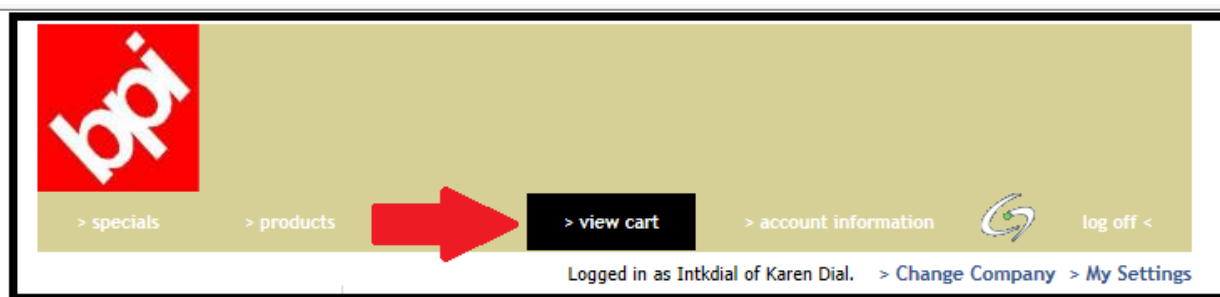 bpi
> specials > products > view cart > account information log off <
Logged in as Intkdial of Karen Dial. > Change Company > My Settings